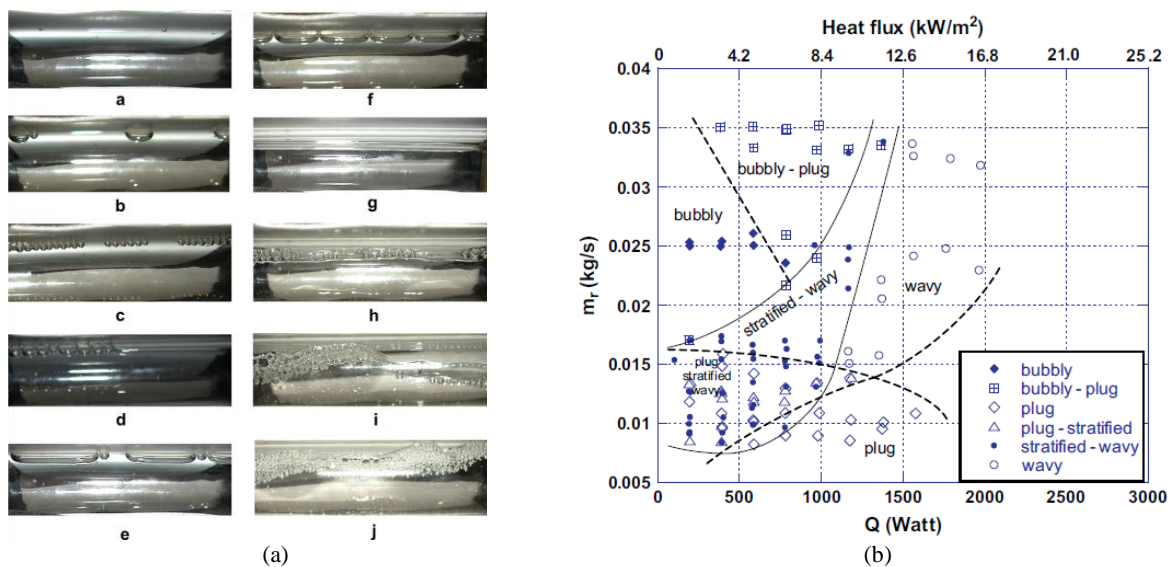 a
f
b
g
c
h
d
i
e
j
(a)
Heat flux (kW/m²)
0 4.2 8.4 12.6 16.8 21.0 25.2
0.04
0.035
0.03
0.025
0.02
0.015
0.01
0.005
mr (kg/s)
bubbly - plug
bubbly
stratified - wavy
wavy
plug
stratified
wavy
plug
bubbly
bubbly - plug
plug
plug - stratified
stratified - wavy
wavy
0 500 1000 1500 2000 2500 3000
Q (Watt)
(b)